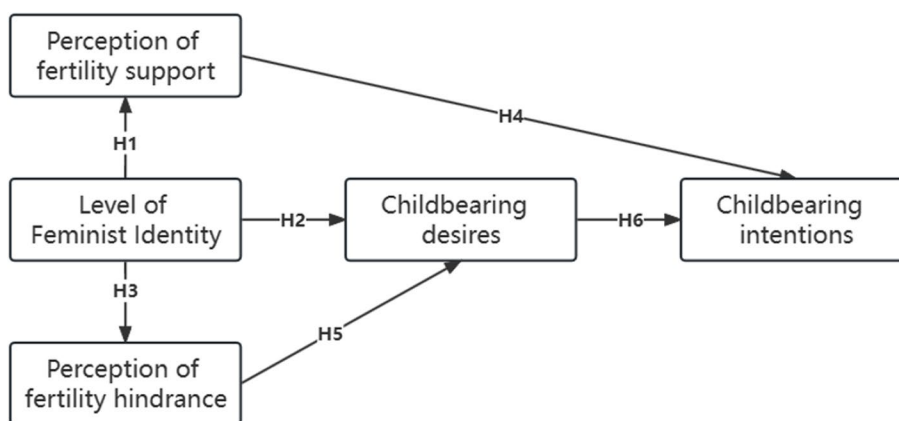 Perception of
fertility support
H4
H1
Level of
Feminist Identity
H2
Childbearing
desires
H6
Childbearing
intentions
H3
H5
Perception of
fertility hindrance